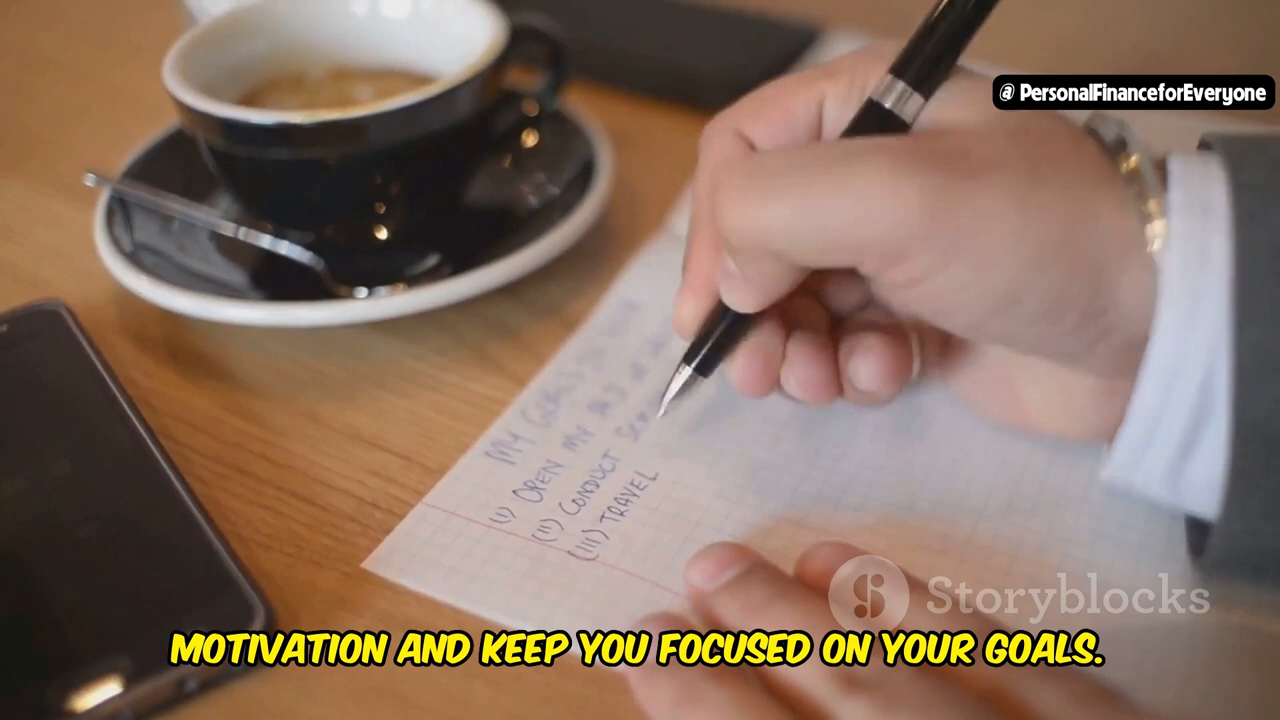 @ PersonalFinanceforEveryone
MY GOALS
(I) OPEN MY
(II) CONDUCT
(III) TRAVEL
Storyblocks
MOTIVATION AND KEEP YOU FOCUSED ON YOUR GOALS.